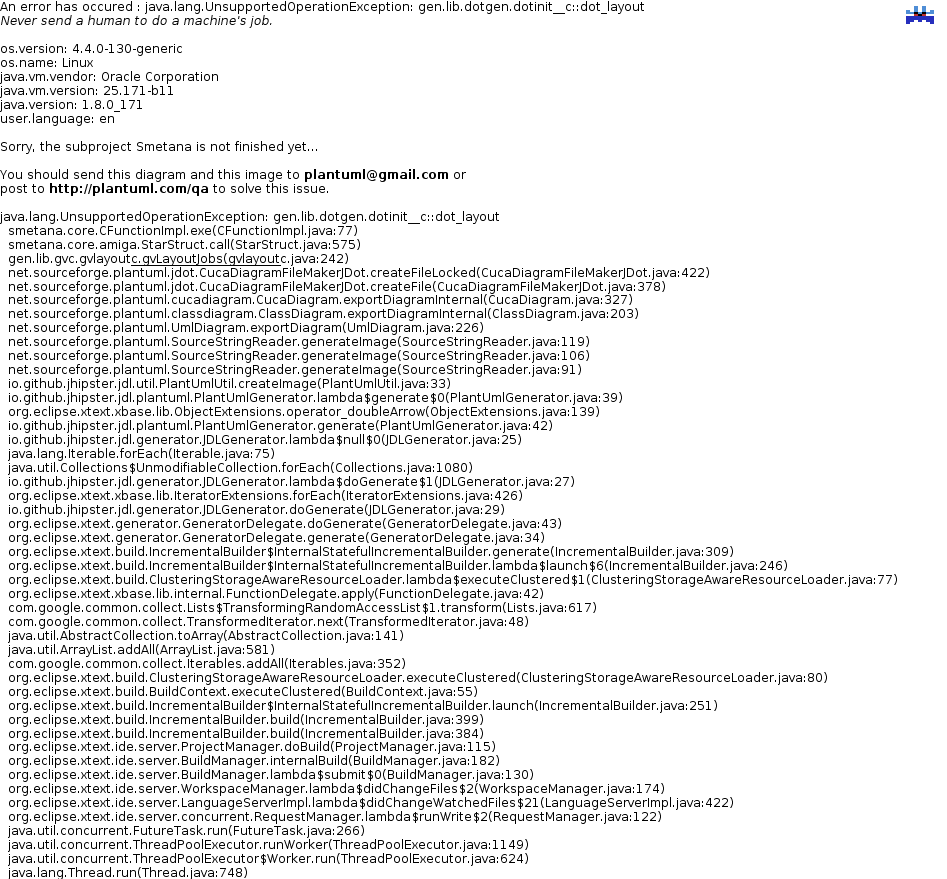 An error has occured : java.lang.UnsupportedOperationException: gen.lib.dotgen.dotinit__c::dot_layout
Never send a human to do a machine's job.
os.version: 4.4.0-130-generic
os.name: Linux
java.vm.vendor: Oracle Corporation
java.vm.version: 25.171-b11
java.version: 1.8.0_171
user.language: en
Sorry, the subproject Smetana is not finished yet...
You should send this diagram and this image to plantuml@gmail.com or
post to http://plantuml.com/qa to solve this issue.
java.lang.UnsupportedOperationException: gen.lib.dotgen.dotinit__c::dot_layout
smetana.core.CFunctionImpl.exe(CFunctionImpl.java:77)
smetana.core.amiga.StarStruct.call(StarStruct.java:575)
gen.lib.gvc.gvlayoutc.gvLayoutJobs(gvlayoutc.java:242)
net.sourceforge.plantuml.jdot.CucaDiagramFileMakerJDot.createFileLocked(CucaDiagramFileMakerJDot.java:422)
net.sourceforge.plantuml.jdot.CucaDiagramFileMakerJDot.createFile(CucaDiagramFileMakerJDot.java:378)
net.sourceforge.plantuml.cucadiagram.CucaDiagram.exportDiagramInternal(CucaDiagram.java:327)
net.sourceforge.plantuml.classdiagram.ClassDiagram.exportDiagramInternal(ClassDiagram.java:203)
net.sourceforge.plantuml.UmlDiagram.exportDiagram(UmlDiagram.java:226)
net.sourceforge.plantuml.SourceStringReader.generateImage(SourceStringReader.java:119)
net.sourceforge.plantuml.SourceStringReader.generateImage(SourceStringReader.java:106)
net.sourceforge.plantuml.SourceStringReader.generateImage(SourceStringReader.java:91)
io.github.jhipster.jdl.util.PlantUmlUtil.createImage(PlantUmlUtil.java:33)
io.github.jhipster.jdl.plantuml.PlantUmlGenerator.lambda$generate$0(PlantUmlGenerator.java:39)
org.eclipse.xtext.xbase.lib.ObjectExtensions.operator_doubleArrow(ObjectExtensions.java:139)
io.github.jhipster.jdl.plantuml.PlantUmlGenerator.generate(PlantUmlGenerator.java:42)
io.github.jhipster.jdl.generator.JDLGenerator.lambda$null$0(JDLGenerator.java:25)
java.lang.Iterable.forEach(Iterable.java:75)
java.util.Collections$UnmodifiableCollection.forEach(Collections.java:1080)
io.github.jhipster.jdl.generator.JDLGenerator.lambda$doGenerate$1(JDLGenerator.java:27)
org.eclipse.xtext.xbase.lib.IteratorExtensions.forEach(IteratorExtensions.java:426)
io.github.jhipster.jdl.generator.JDLGenerator.doGenerate(JDLGenerator.java:29)
org.eclipse.xtext.generator.GeneratorDelegate.doGenerate(GeneratorDelegate.java:43)
org.eclipse.xtext.generator.GeneratorDelegate.generate(GeneratorDelegate.java:34)
org.eclipse.xtext.build.IncrementalBuilder$InternalStatefulIncrementalBuilder.generate(IncrementalBuilder.java:309)
org.eclipse.xtext.build.IncrementalBuilder$InternalStatefulIncrementalBuilder.lambda$launch$6(IncrementalBuilder.java:246)
org.eclipse.xtext.build.ClusteringStorageAwareResourceLoader.lambda$executeClustered$1(ClusteringStorageAwareResourceLoader.java:77)
org.eclipse.xtext.xbase.lib.internal.FunctionDelegate.apply(FunctionDelegate.java:42)
com.google.common.collect.Lists$TransformingRandomAccessList$1.transform(Lists.java:617)
com.google.common.collect.TransformedIterator.next(TransformedIterator.java:48)
java.util.AbstractCollection.toArray(AbstractCollection.java:141)
java.util.ArrayList.addAll(ArrayList.java:581)
com.google.common.collect.Iterables.addAll(Iterables.java:352)
org.eclipse.xtext.build.ClusteringStorageAwareResourceLoader.executeClustered(ClusteringStorageAwareResourceLoader.java:80)
org.eclipse.xtext.build.BuildContext.executeClustered(BuildContext.java:55)
org.eclipse.xtext.build.IncrementalBuilder$InternalStatefulIncrementalBuilder.launch(IncrementalBuilder.java:251)
org.eclipse.xtext.build.IncrementalBuilder.build(IncrementalBuilder.java:399)
org.eclipse.xtext.build.IncrementalBuilder.build(IncrementalBuilder.java:384)
org.eclipse.xtext.ide.server.ProjectManager.doBuild(ProjectManager.java:115)
org.eclipse.xtext.ide.server.BuildManager.internalBuild(BuildManager.java:182)
org.eclipse.xtext.ide.server.BuildManager.lambda$submit$0(BuildManager.java:130)
org.eclipse.xtext.ide.server.WorkspaceManager.lambda$didChangeFiles$2(WorkspaceManager.java:174)
org.eclipse.xtext.ide.server.LanguageServerImpl.lambda$didChangeWatchedFiles$21(LanguageServerImpl.java:422)
org.eclipse.xtext.ide.server.concurrent.RequestManager.lambda$runWrite$2(RequestManager.java:122)
java.util.concurrent.FutureTask.run(FutureTask.java:266)
java.util.concurrent.ThreadPoolExecutor.runWorker(ThreadPoolExecutor.java:1149)
java.util.concurrent.ThreadPoolExecutor$Worker.run(ThreadPoolExecutor.java:624)
java.lang.Thread.run(Thread.java:748)